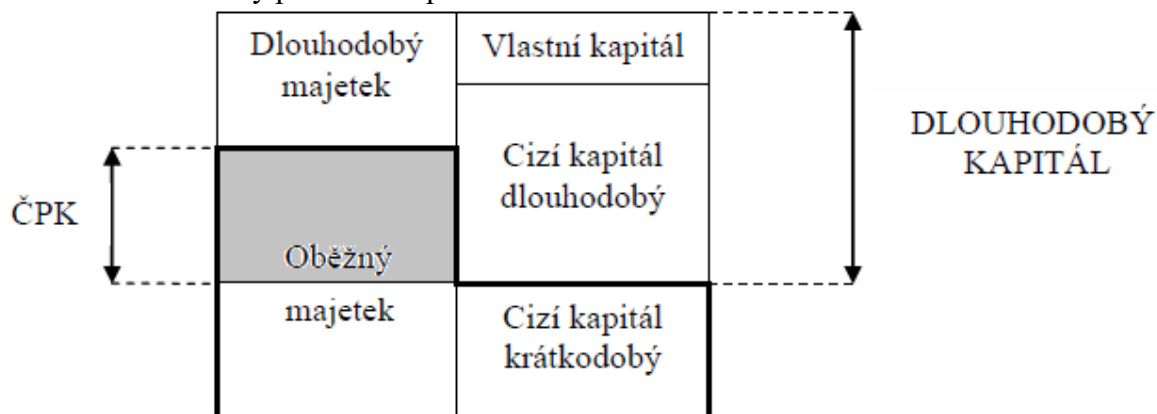 Dlouhodobý
majetek
Vlastní kapitál
DLOUHODOBÝ
KAPITÁL
Cizí kapitál
dlouhodobý
ČPK
Oběžný
majetek
Cizí kapitál
krátkodobý